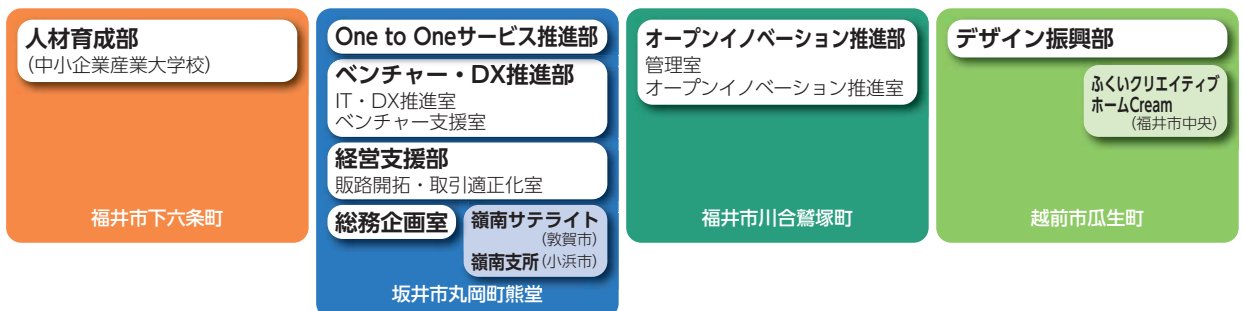 人材育成部
(中小企業産業大学校)
福井市下六条町
One to Oneサービス推進部
ベンチャー・DX推進部
IT・DX推進室
ベンチャー支援室
経営支援部
販路開拓・取引適正化室
総務企画室
嶺南サテライト
(敦賀市)
嶺南支所(小浜市)
坂井市丸岡町熊堂
オープンイノベーション推進部
管理室
オープンイノベーション推進室
福井市川合鷲塚町
デザイン振興部
ふくいクリエイティブ
ホームCream
(福井市中央)
越前市瓜生町